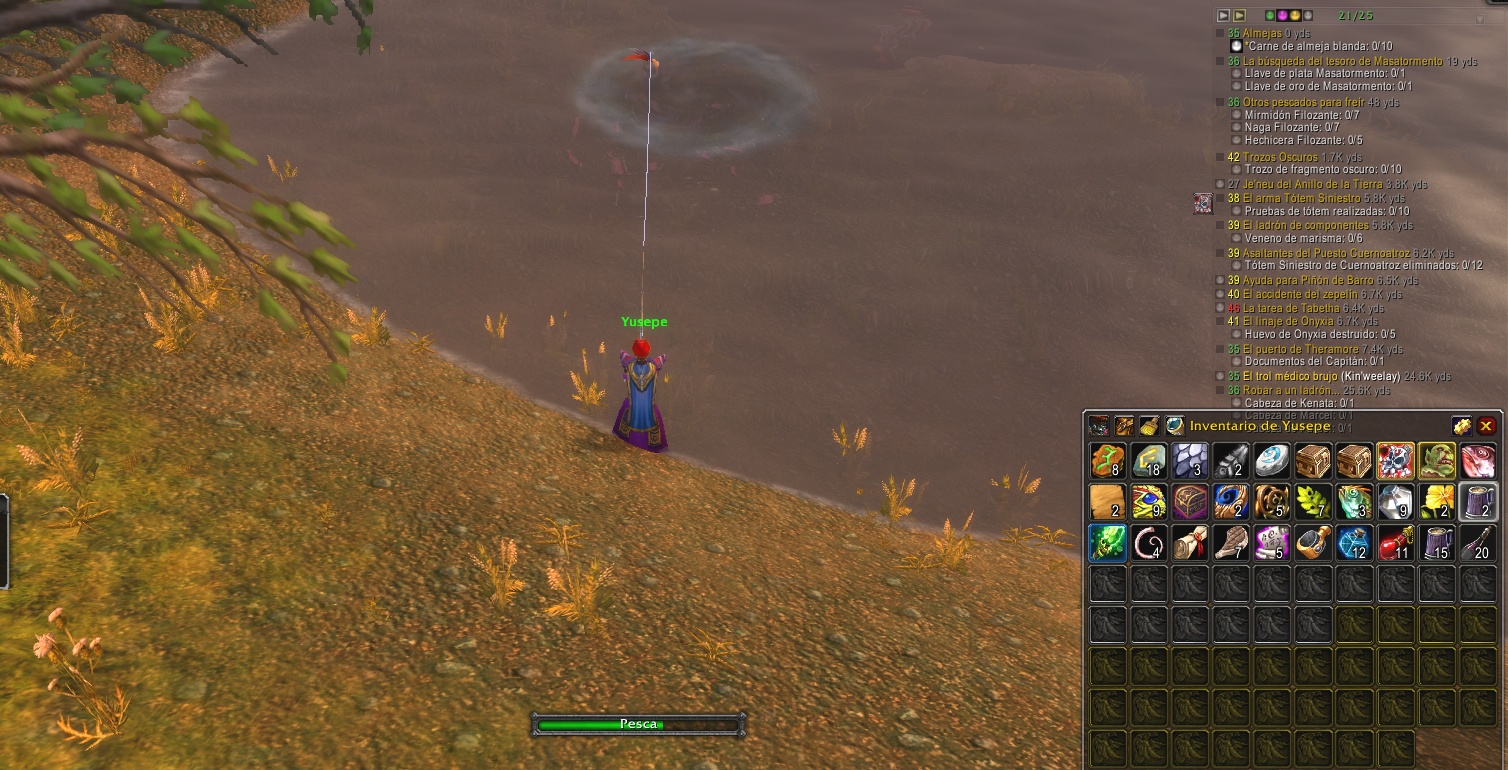 21/25
35 Almejas 0 yds
*Carne de almeja blanda: 0/10
36 La búsqueda del tesoro de Masatormento 19 yds
Llave de plata Masatormento: 0/1
Llave de oro de Masatormento: 0/1
36 Otros pescados para freír 48 yds
Mirmidón Filozante: 0/7
Naga Filozante: 0/7
Hechicera Filozante: 0/5
42 Trozos Oscuros 1.7K yds
Trozo de fragmento oscuro: 0/10
27 Je'neu del Anillo de la Tierra 3.8K yds
38 El arma Tótem Siniestro 5.8K yds
Pruebas de tótem realizadas: 0/10
39 El ladrón de componentes 5.8K yds
Veneno de marisma: 0/6
39 Asaltantes del Puesto Cuernoatroz 6.2K yds
Tótem Siniestro de Cuernoatroz eliminados: 0/12
39 Ayuda para Piñón de Barro 6.5K yds
40 El accidente del zepelín 6.7K yds
La tarea de Tabetha 6.4K yds
41 El linaje de Onyxia 6.7K yds
Huevo de Onyxia destruido: 0/5
35 El puerto de Theramore 7.4K yds
Documentos del Capitán: 0/1
35 El trol médico brujo (Kin'weelay) 24.6K yds
36 Robar a un ladrón... 25.6K yds
Cabeza de Kenata: 0/1
Cabeza de Marcel: 0/1
Inventario de Yusepe : 0/1
8 18 3 2
2 9 2 5 7 3 9 2 2
4 7 5 12 11 15 20
Yusepe
Pesca